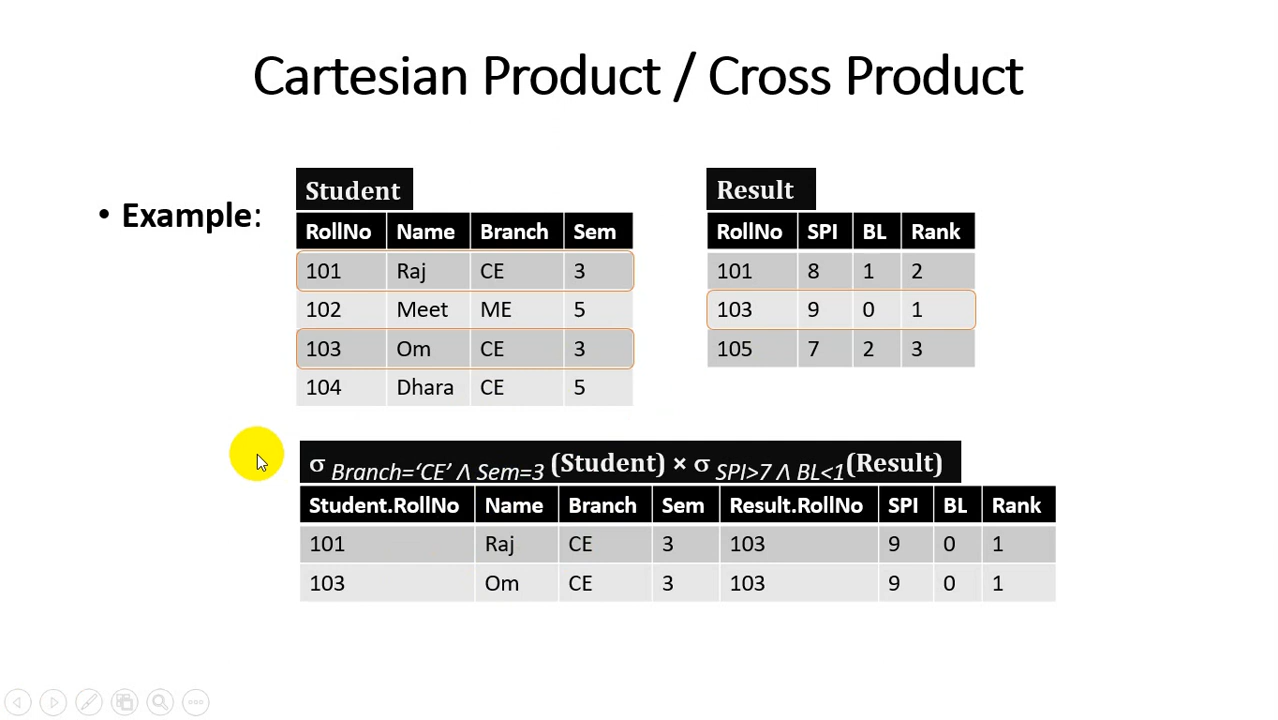 Cartesian Product / Cross Product
• Example:
Student
RollNo Name Branch Sem
101 Raj CE 3
102 Meet ME 5
103 Om CE 3
104 Dhara CE 5
Result
RollNo SPI BL Rank
101 8 1 2
103 9 0 1
105 7 2 3
σ Branch=‘CE’ Λ Sem=3 (Student) × σ SPI>7 Λ BL<1(Result)
Student.RollNo Name Branch Sem Result.RollNo SPI BL Rank
101 Raj CE 3 103 9 0 1
103 Om CE 3 103 9 0 1